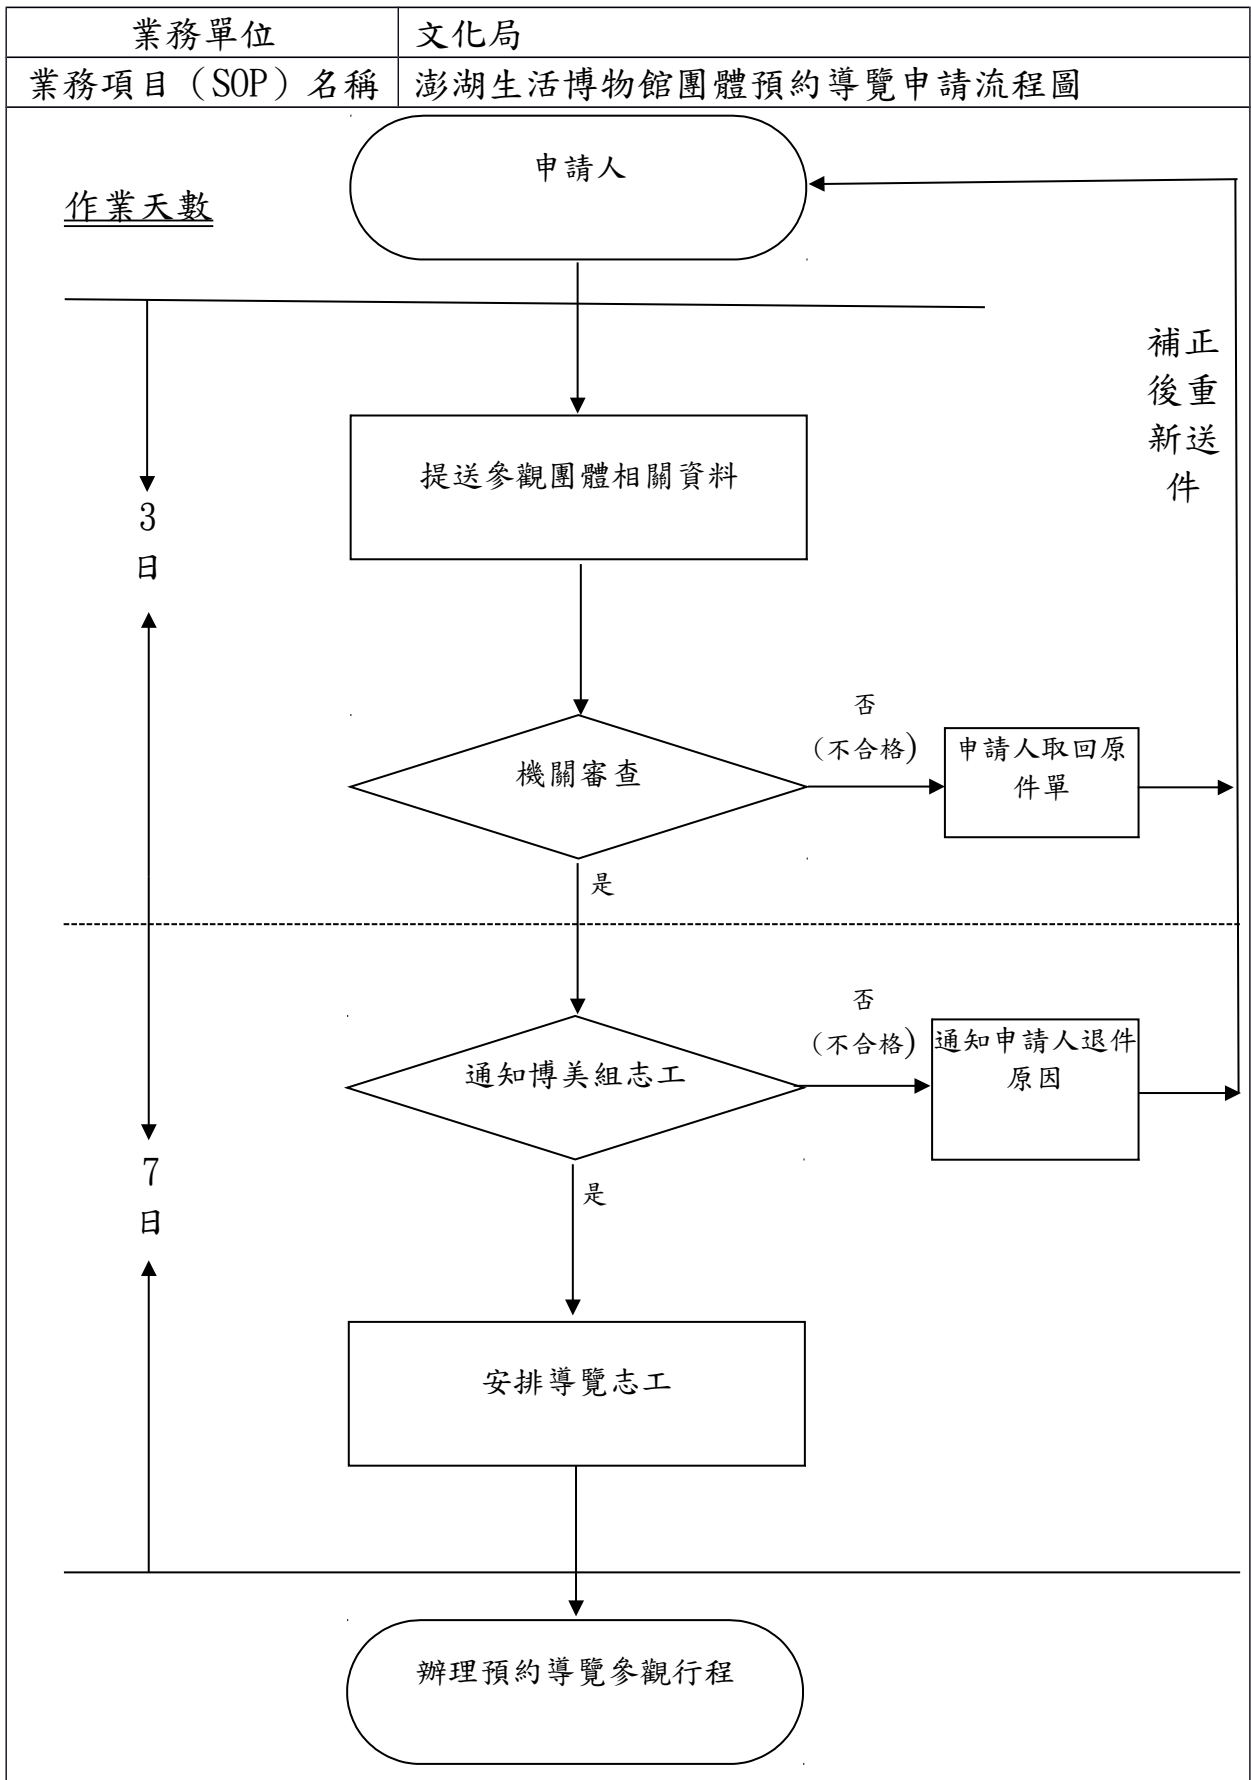 業務單位
文化局
業務項目（SOP）名稱
澎湖生活博物館團體預約導覽申請流程圖
申請人
作業天數
補正
後重
新送
件
提送參觀團體相關資料
3
日
否
(不合格)
機關審查
申請人取回原
件單
是
否
(不合格)
通知博美組志工
通知申請人退件
原因
7
日
是
安排導覽志工
辦理預約導覽參觀行程